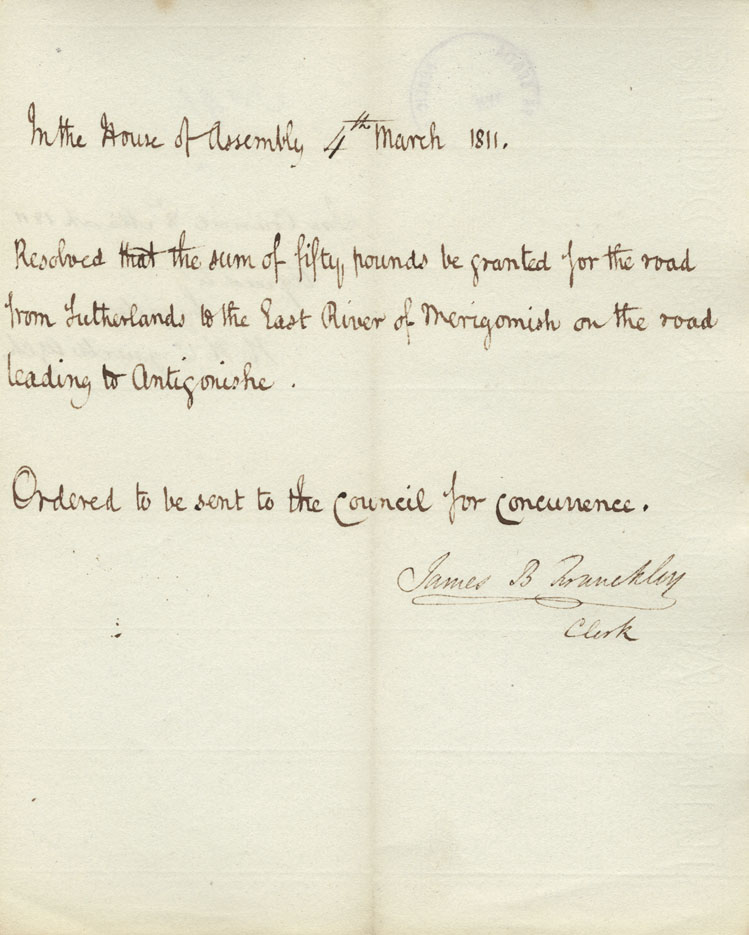 In the House of Assembly 4th March 1811.
Resolved that the sum of fifty pounds be granted for the road
from Sutherlands to the East River of Merigomish on the road
leading to Antigonishe .
Ordered to be sent to the Council for concurrence .
James B Franckley
Clerk